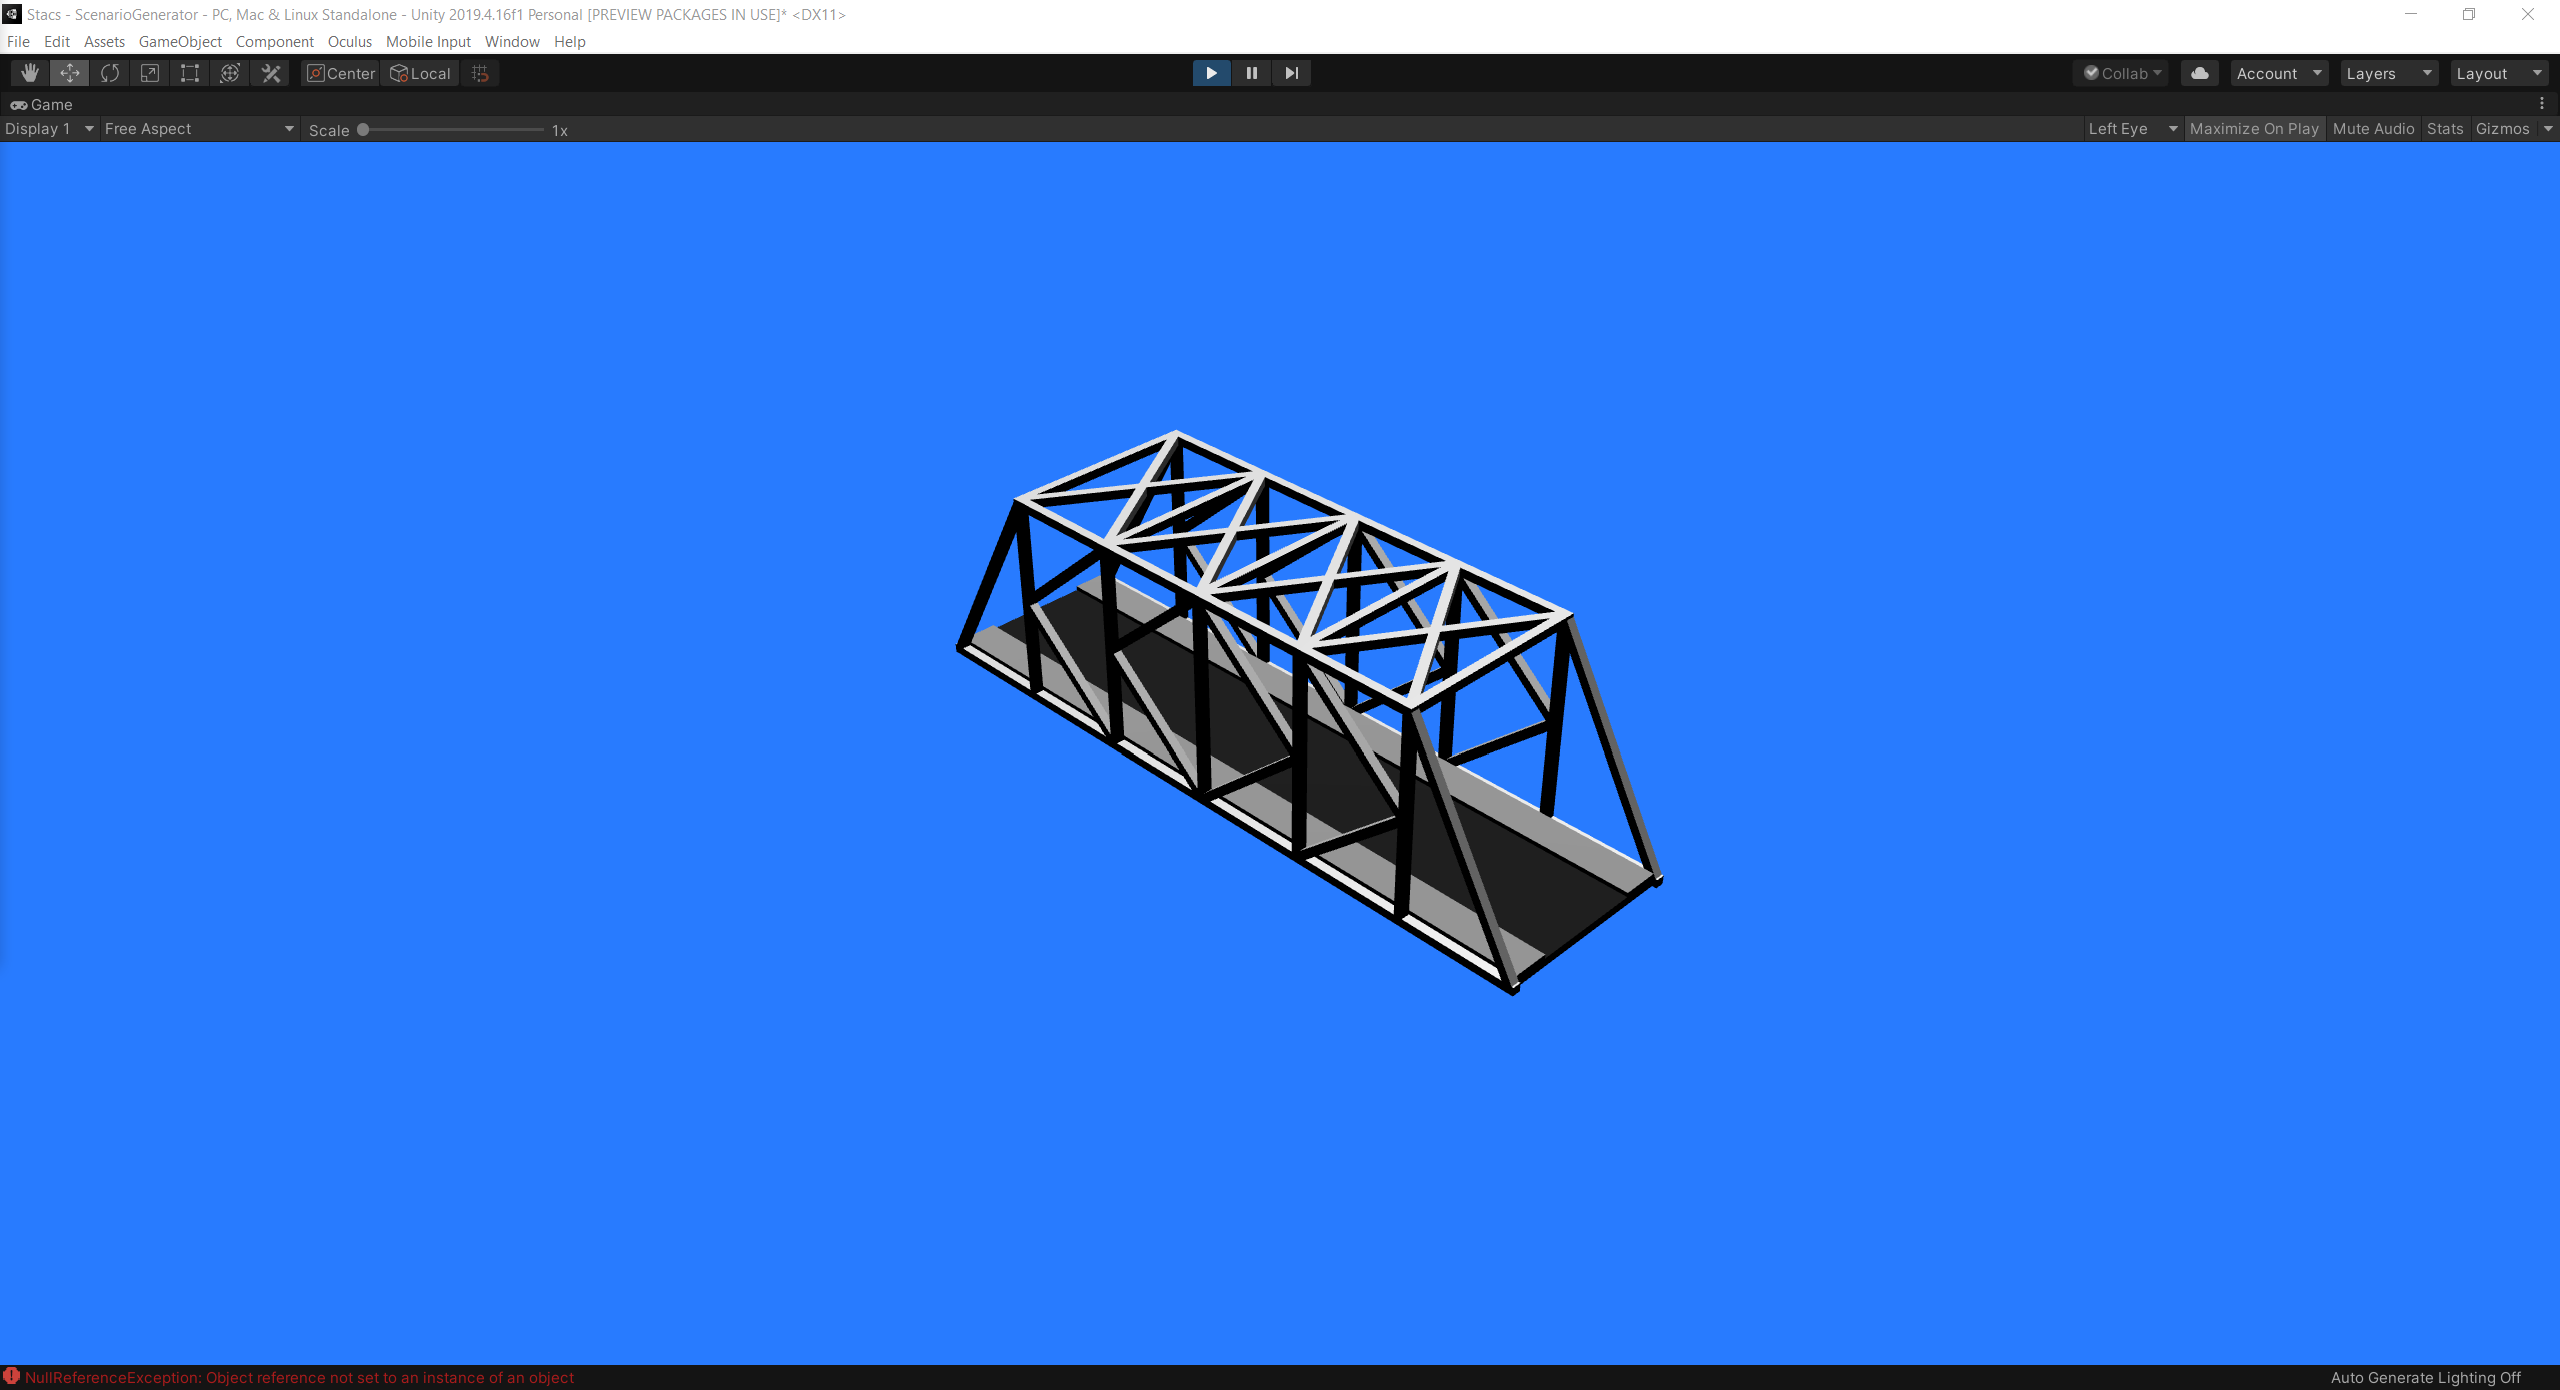 Stacs - ScenarioGenerator - PC, Mac & Linux Standalone - Unity 2019.4.16f1 Personal [PREVIEW PACKAGES IN USE]* <DX11>
File Edit Assets GameObject Component Oculus Mobile Input Window Help
Center Local Collab Account Layers Layout
Game
Display 1 Free Aspect Scale 1x Left Eye Maximize On Play Mute Audio Stats Gizmos
NullReferenceException: Object reference not set to an instance of an object Auto Generate Lighting Off